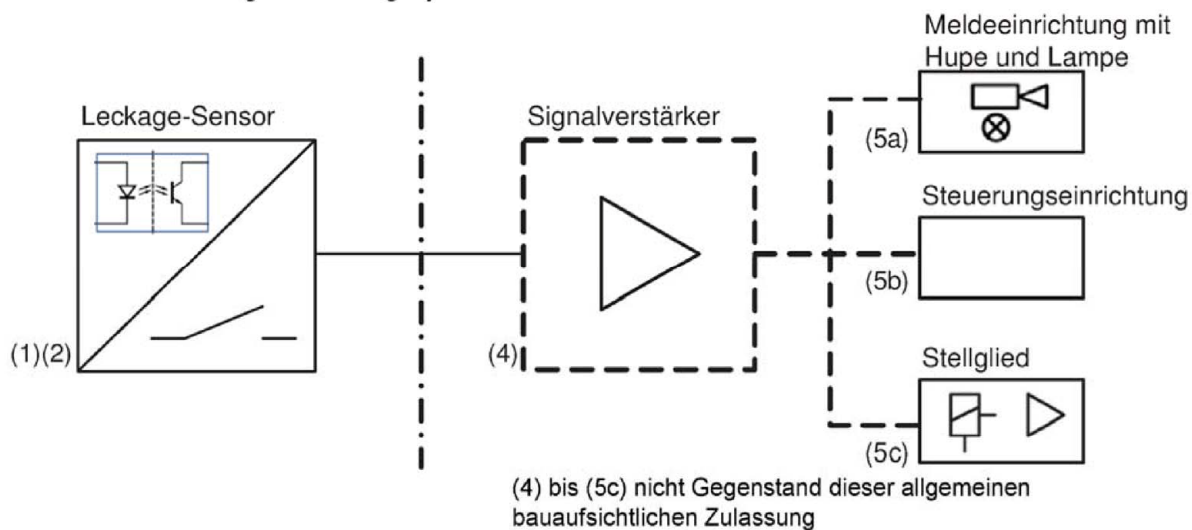 Leckage-Sensor
(1)(2)
Signalverstärker
(4)
Meldeeinrichtung mit
Hupe und Lampe
(5a)
Steuerungseinrichtung
(5b)
Stellglied
(5c)
(4) bis (5c) nicht Gegenstand dieser allgemeinen
bauaufsichtlichen Zulassung